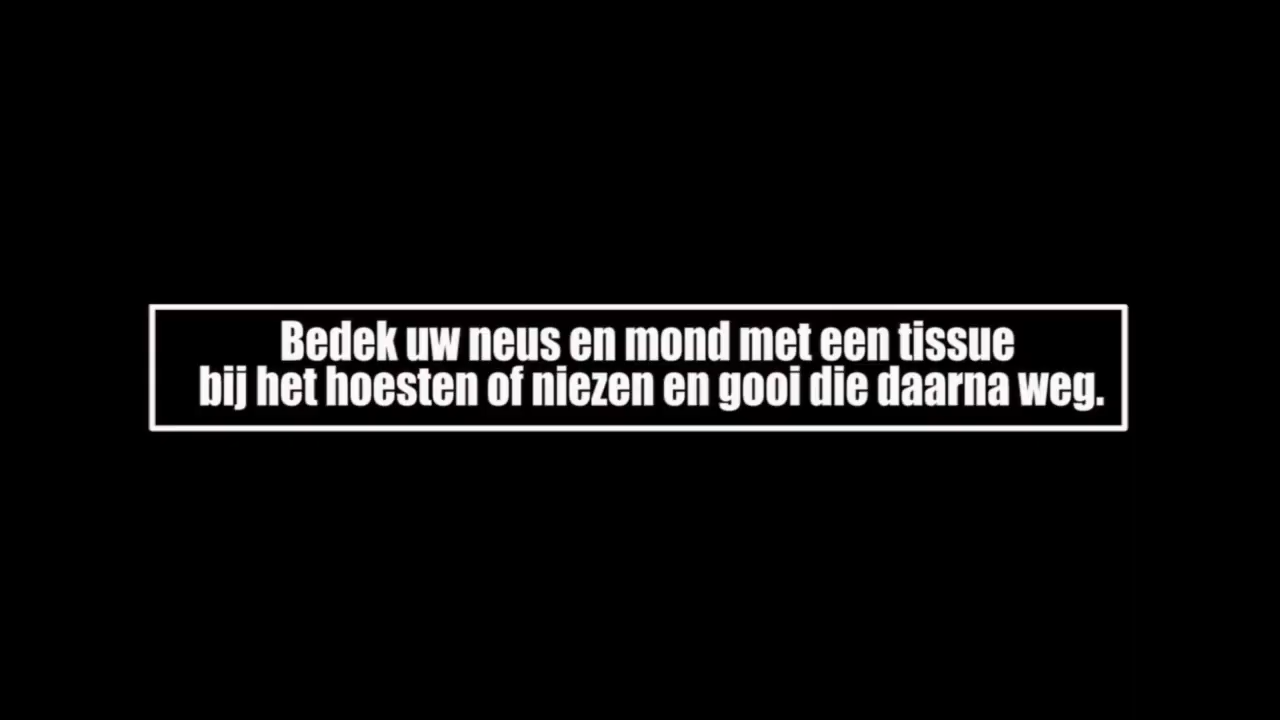 Bedek uw neus en mond met een tissue
bij het hoesten of niezen en gooi die daarna weg.